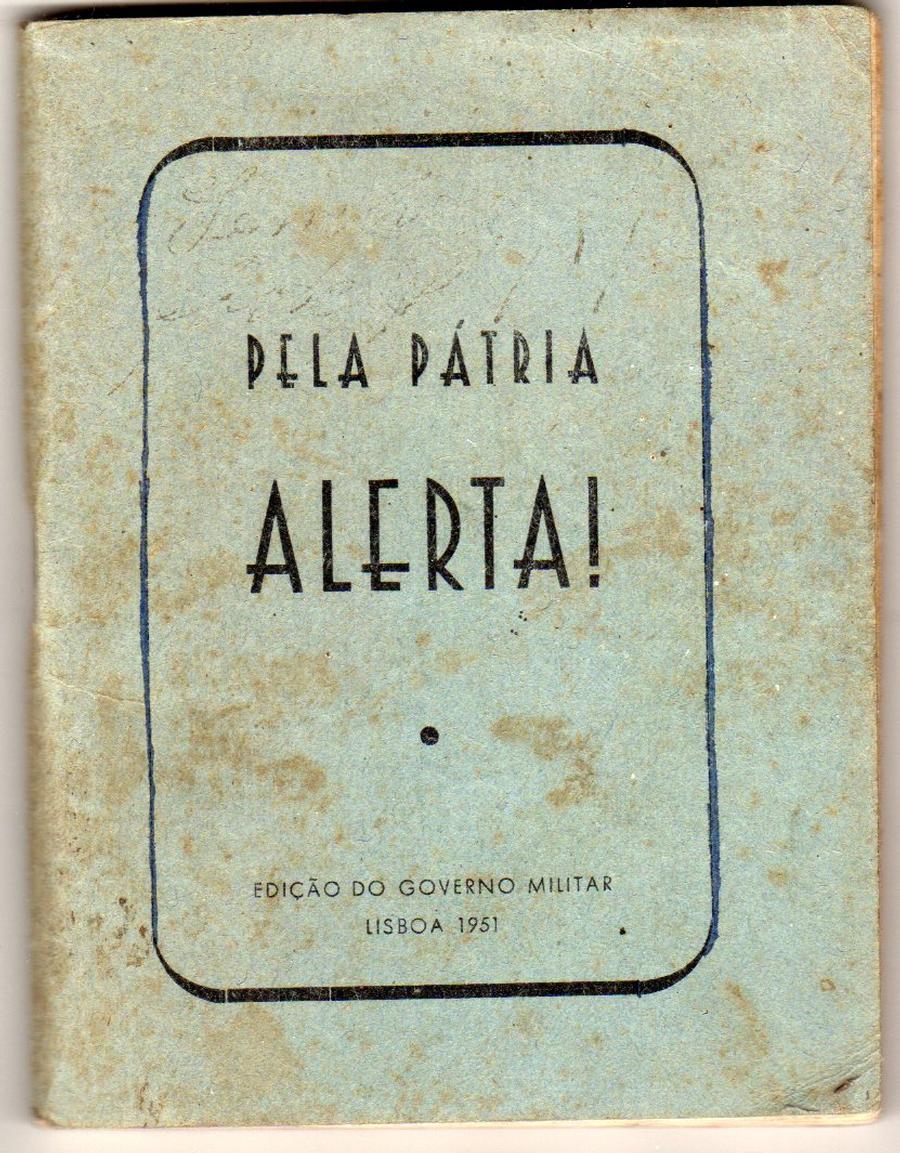 PELA PÁTRIA
ALERTA!
EDIÇÃO DO GOVERNO MILITAR
LISBOA 1951